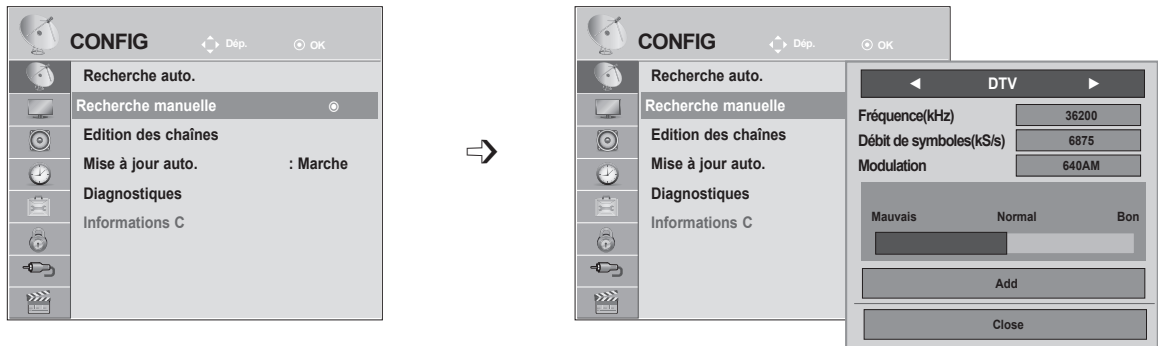 CONFIG Dép. OK
Recherche auto.
Recherche manuelle
Edition des chaînes
Mise à jour auto. : Marche
Diagnostiques
Informations C
CONFIG Dép. OK
Recherche auto.
Recherche manuelle
Edition des chaînes
Mise à jour auto.
Diagnostiques
Informations C
DTV
Fréquence(kHz) 36200
Débit de symboles(kS/s) 6875
Modulation 640AM
Mauvais Normal Bon
Add
Close